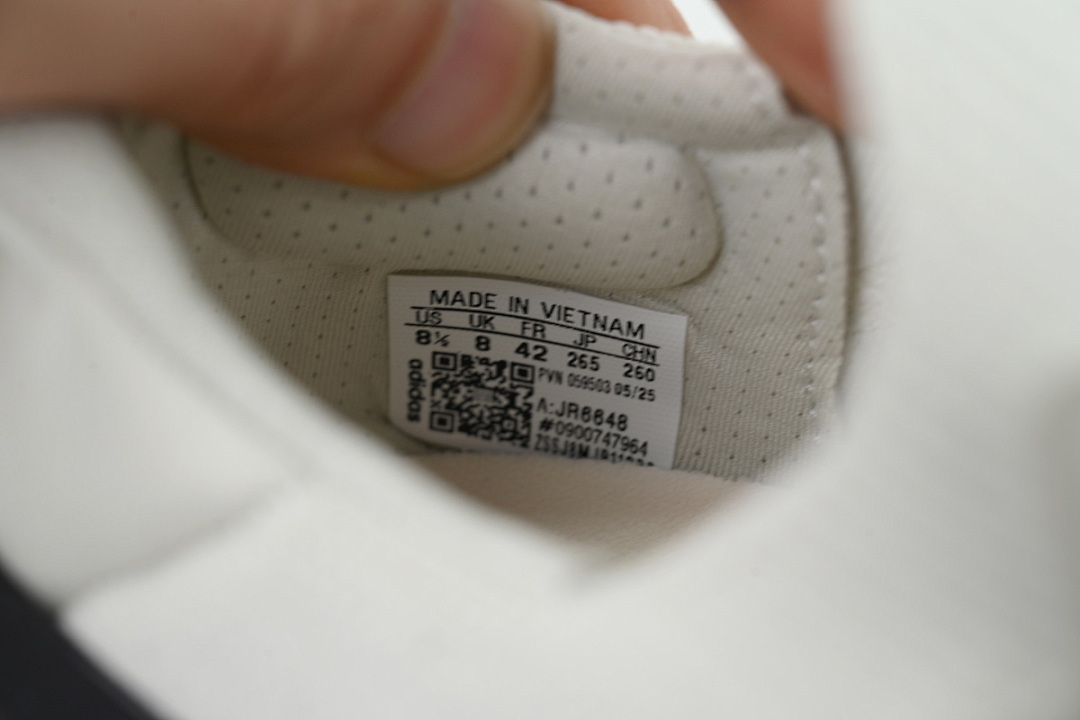 MADE IN VIETNAM
US UK FR JP CHN
8½ 8 42 265 260
PVN 059503 05/25
adidas
A:JR6648
#0900747964